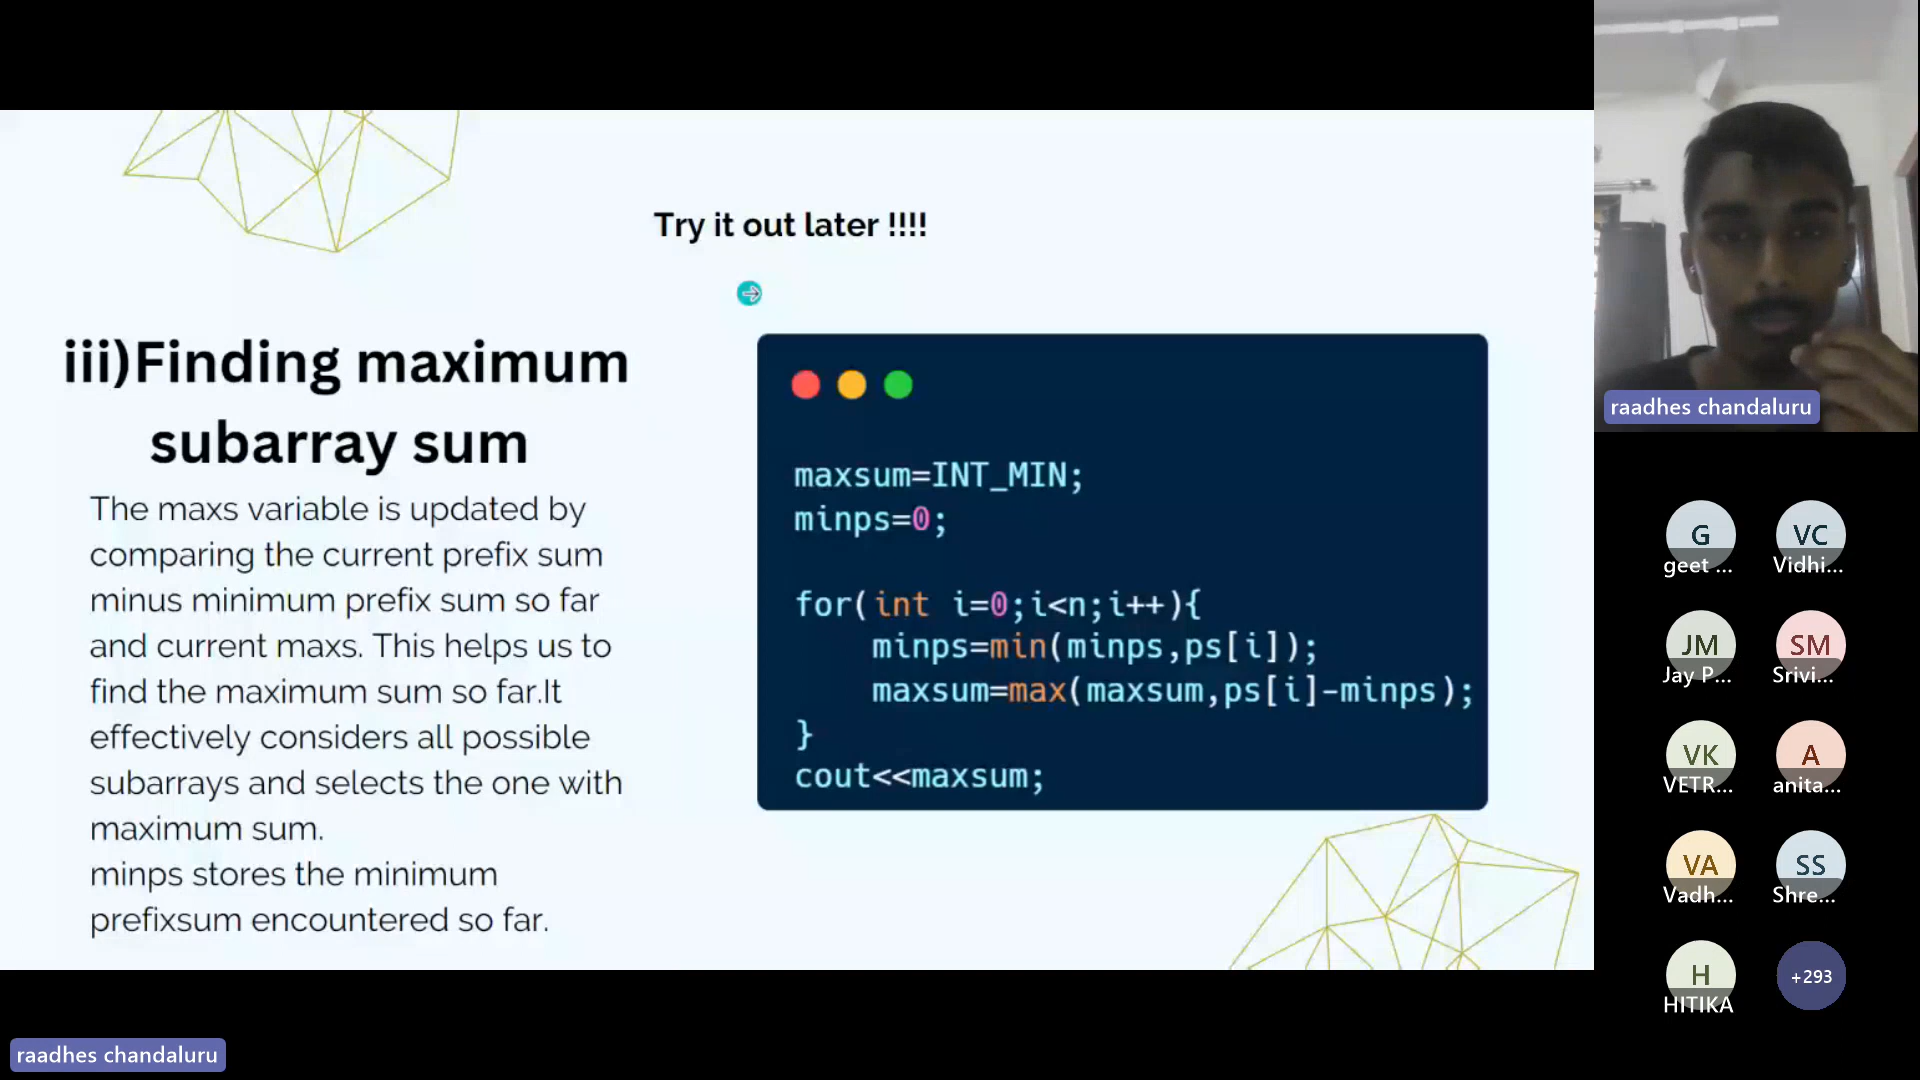 Try it out later !!!!
iii)Finding maximum
subarray sum
The maxs variable is updated by
comparing the current prefix sum
minus minimum prefix sum so far
and current maxs. This helps us to
find the maximum sum so far.It
effectively considers all possible
subarrays and selects the one with
maximum sum.
minps stores the minimum
prefixsum encountered so far.
maxsum=INT_MIN;
minps=0;
for(int i=0;i<n;i++){
minps=min(minps,ps[i]);
maxsum=max(maxsum,ps[i]-minps);
}
cout<<maxsum;
raadhes chandaluru
G
geet ...
VC
Vidhi...
JM
Jay P...
SM
Srivi...
VK
VETR...
A
anita...
VA
Vadh...
SS
Shre...
H
HITIKA
+293
raadhes chandaluru